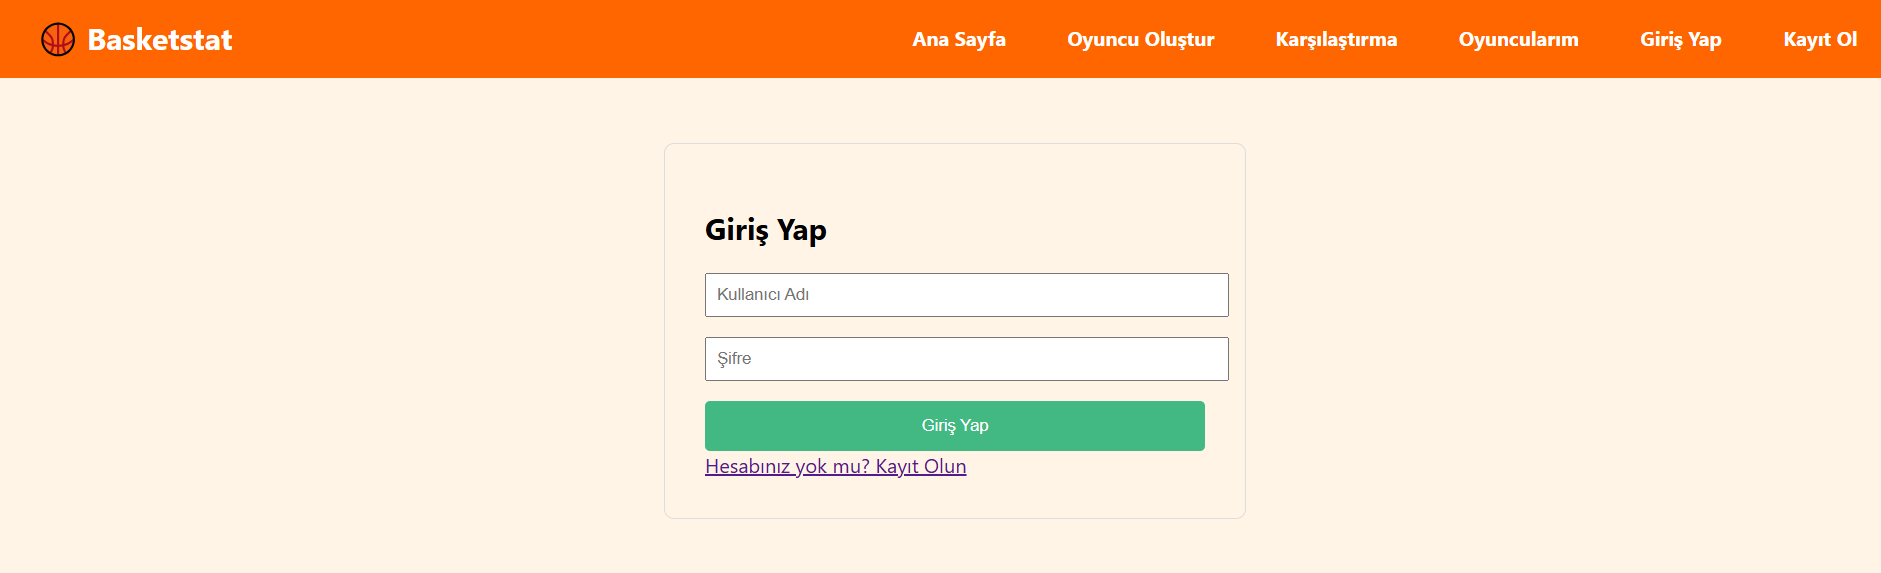 Basketstat
Ana Sayfa Oyuncu Oluştur Karşılaştırma Oyuncularım Giriş Yap Kayıt Ol
Giriş Yap
Kullanıcı Adı
Şifre
Giriş Yap
Hesabınız yok mu? Kayıt Olun